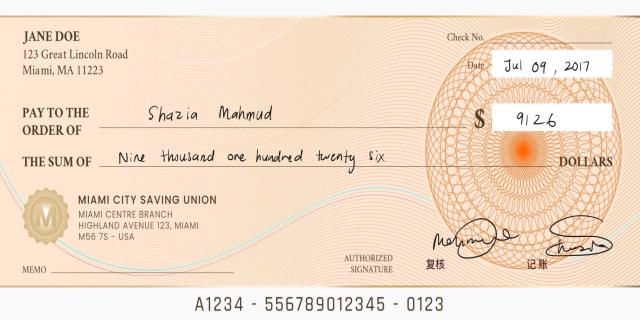 JANE DOE
123 Great Lincoln Road
Miami, MA 11223
Check No.
Date Jul 09, 2017
PAY TO THE
ORDER OF Shazia Mahmud $ 9126
THE SUM OF Nine thousand one hundred twenty six DOLLARS
MIAMI CITY SAVING UNION
MIAMI CENTRE BRANCH
HIGHLAND AVENUE 123, MIAMI
M56 7S - USA
MEMO
AUTHORIZED
SIGNATURE
复核 记账
A1234 - 556789012345 - 0123